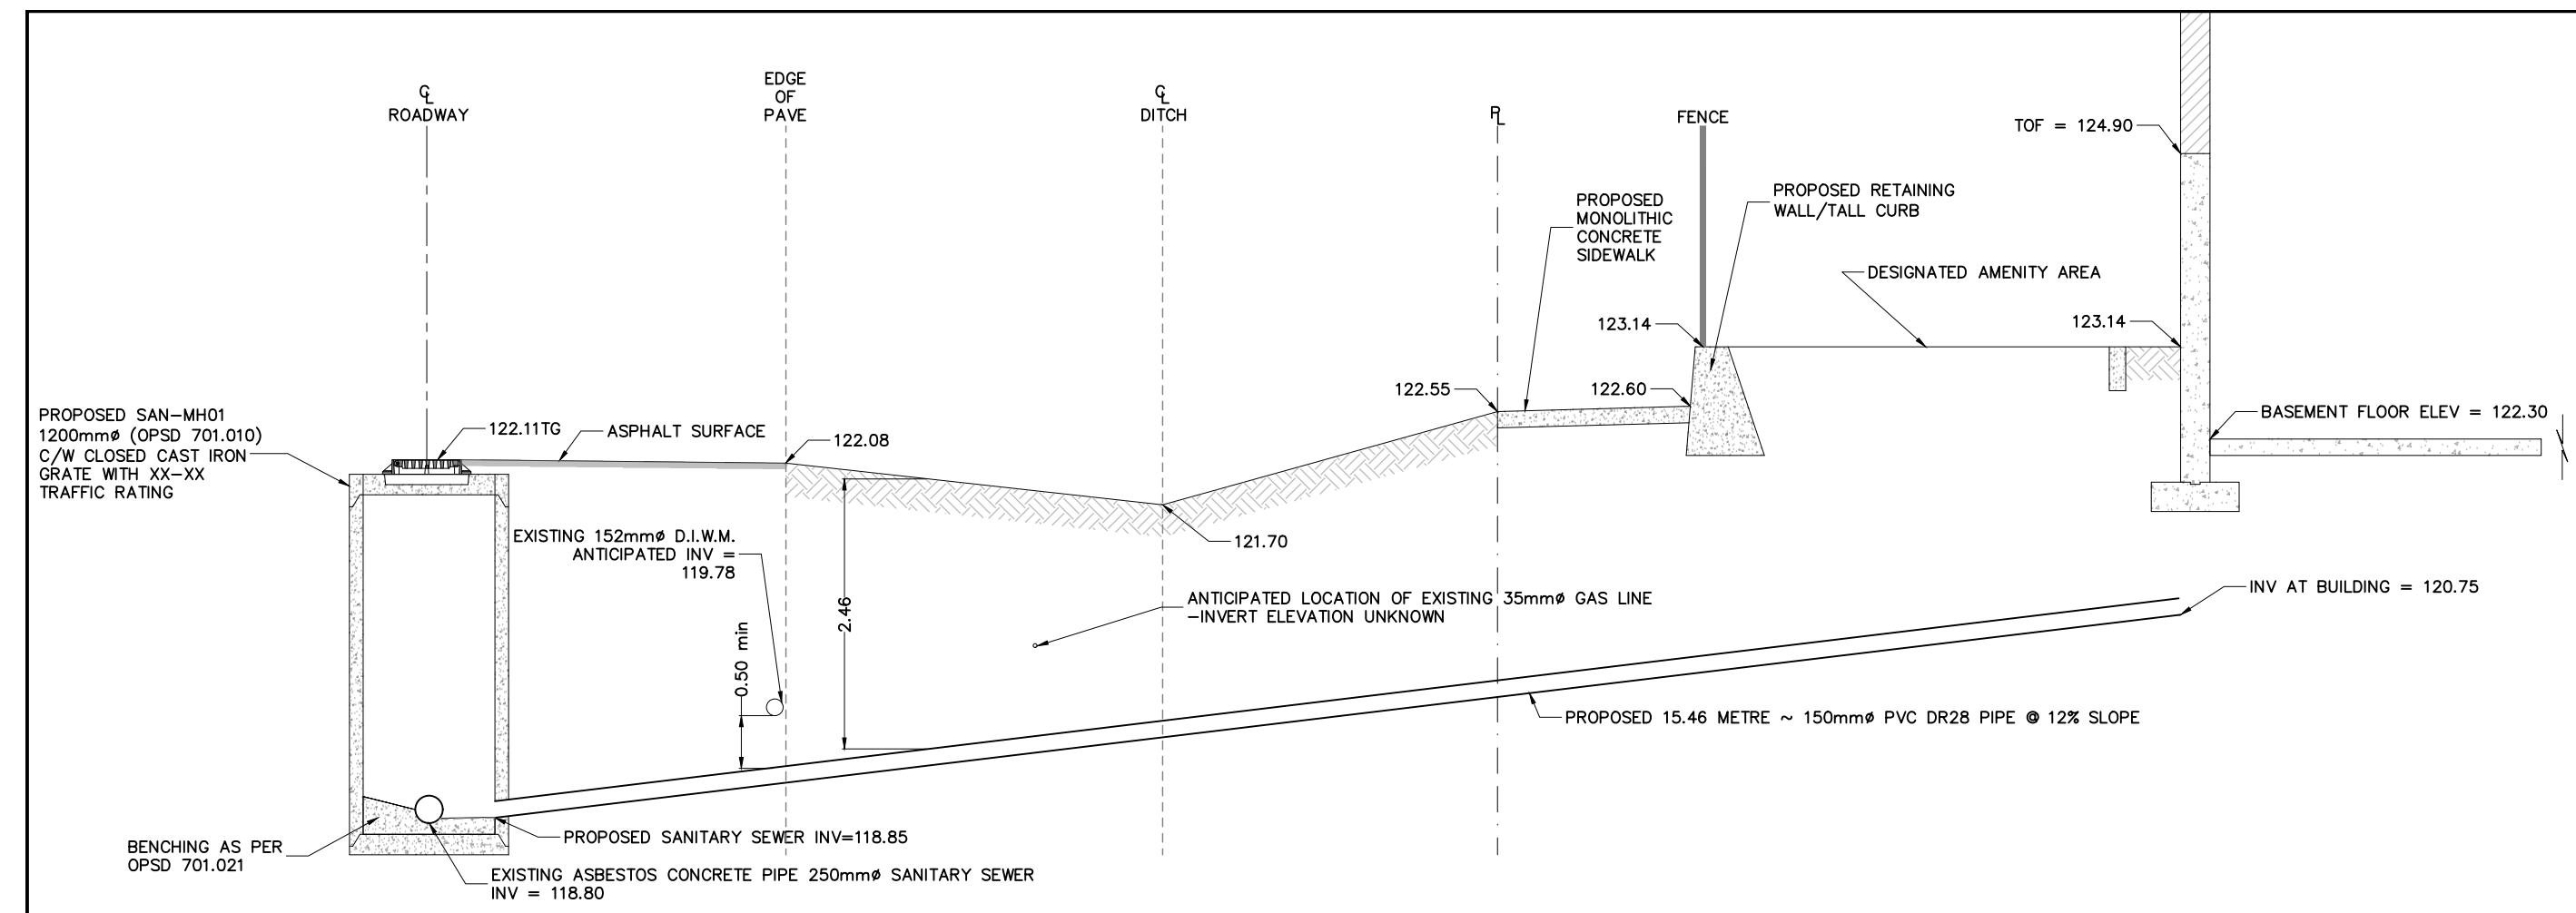 ℄
ROADWAY
EDGE
OF
PAVE
℄
DITCH
PL
FENCE
TOF = 124.90
PROPOSED
MONOLITHIC
CONCRETE
SIDEWALK
PROPOSED RETAINING
WALL/TALL CURB
DESIGNATED AMENITY AREA
123.14
123.14
122.55
122.60
BASEMENT FLOOR ELEV = 122.30
PROPOSED SAN-MH01
1200mmø (OPSD 701.010)
C/W CLOSED CAST IRON
GRATE WITH XX-XX
TRAFFIC RATING
122.11TG
ASPHALT SURFACE
122.08
EXISTING 152mmø D.I.W.M.
ANTICIPATED INV =
119.78
121.70
2.46
0.50 min
ANTICIPATED LOCATION OF EXISTING 35mmø GAS LINE
-INVERT ELEVATION UNKNOWN
INV AT BUILDING = 120.75
PROPOSED 15.46 METRE ~ 150mmø PVC DR28 PIPE @ 12% SLOPE
PROPOSED SANITARY SEWER INV=118.85
BENCHING AS PER
OPSD 701.021
EXISTING ASBESTOS CONCRETE PIPE 250mmø SANITARY SEWER
INV = 118.80